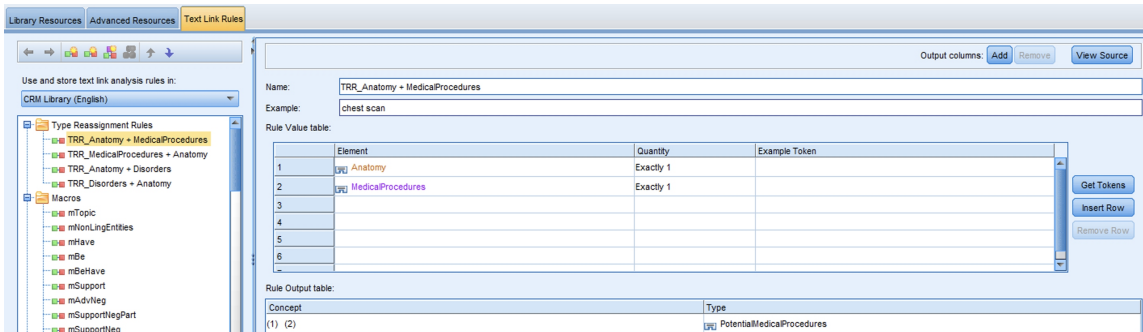 Library Resources Advanced Resources Text Link Rules
Output columns: Add Remove View Source
Use and store text link analysis rules in:
CRM Library (English)
Name: TRR_Anatomy + MedicalProcedures
Example: chest scan
Rule Value table:
Type Reassignment Rules
TRR_Anatomy + MedicalProcedures
TRR_MedicalProcedures + Anatomy
TRR_Anatomy + Disorders
TRR_Disorders + Anatomy
Macros
mTopic
mNonLingEntities
mHave
mBe
mBeHave
mSupport
mAdvNeg
mSupportNegPart
mSupportNeg
Element Quantity Example Token
1 Anatomy Exactly 1
2 MedicalProcedures Exactly 1
3
4
5
6
Get Tokens
Insert Row
Remove Row
Rule Output table:
Concept Type
(1) (2) PotentialMedicalProcedures